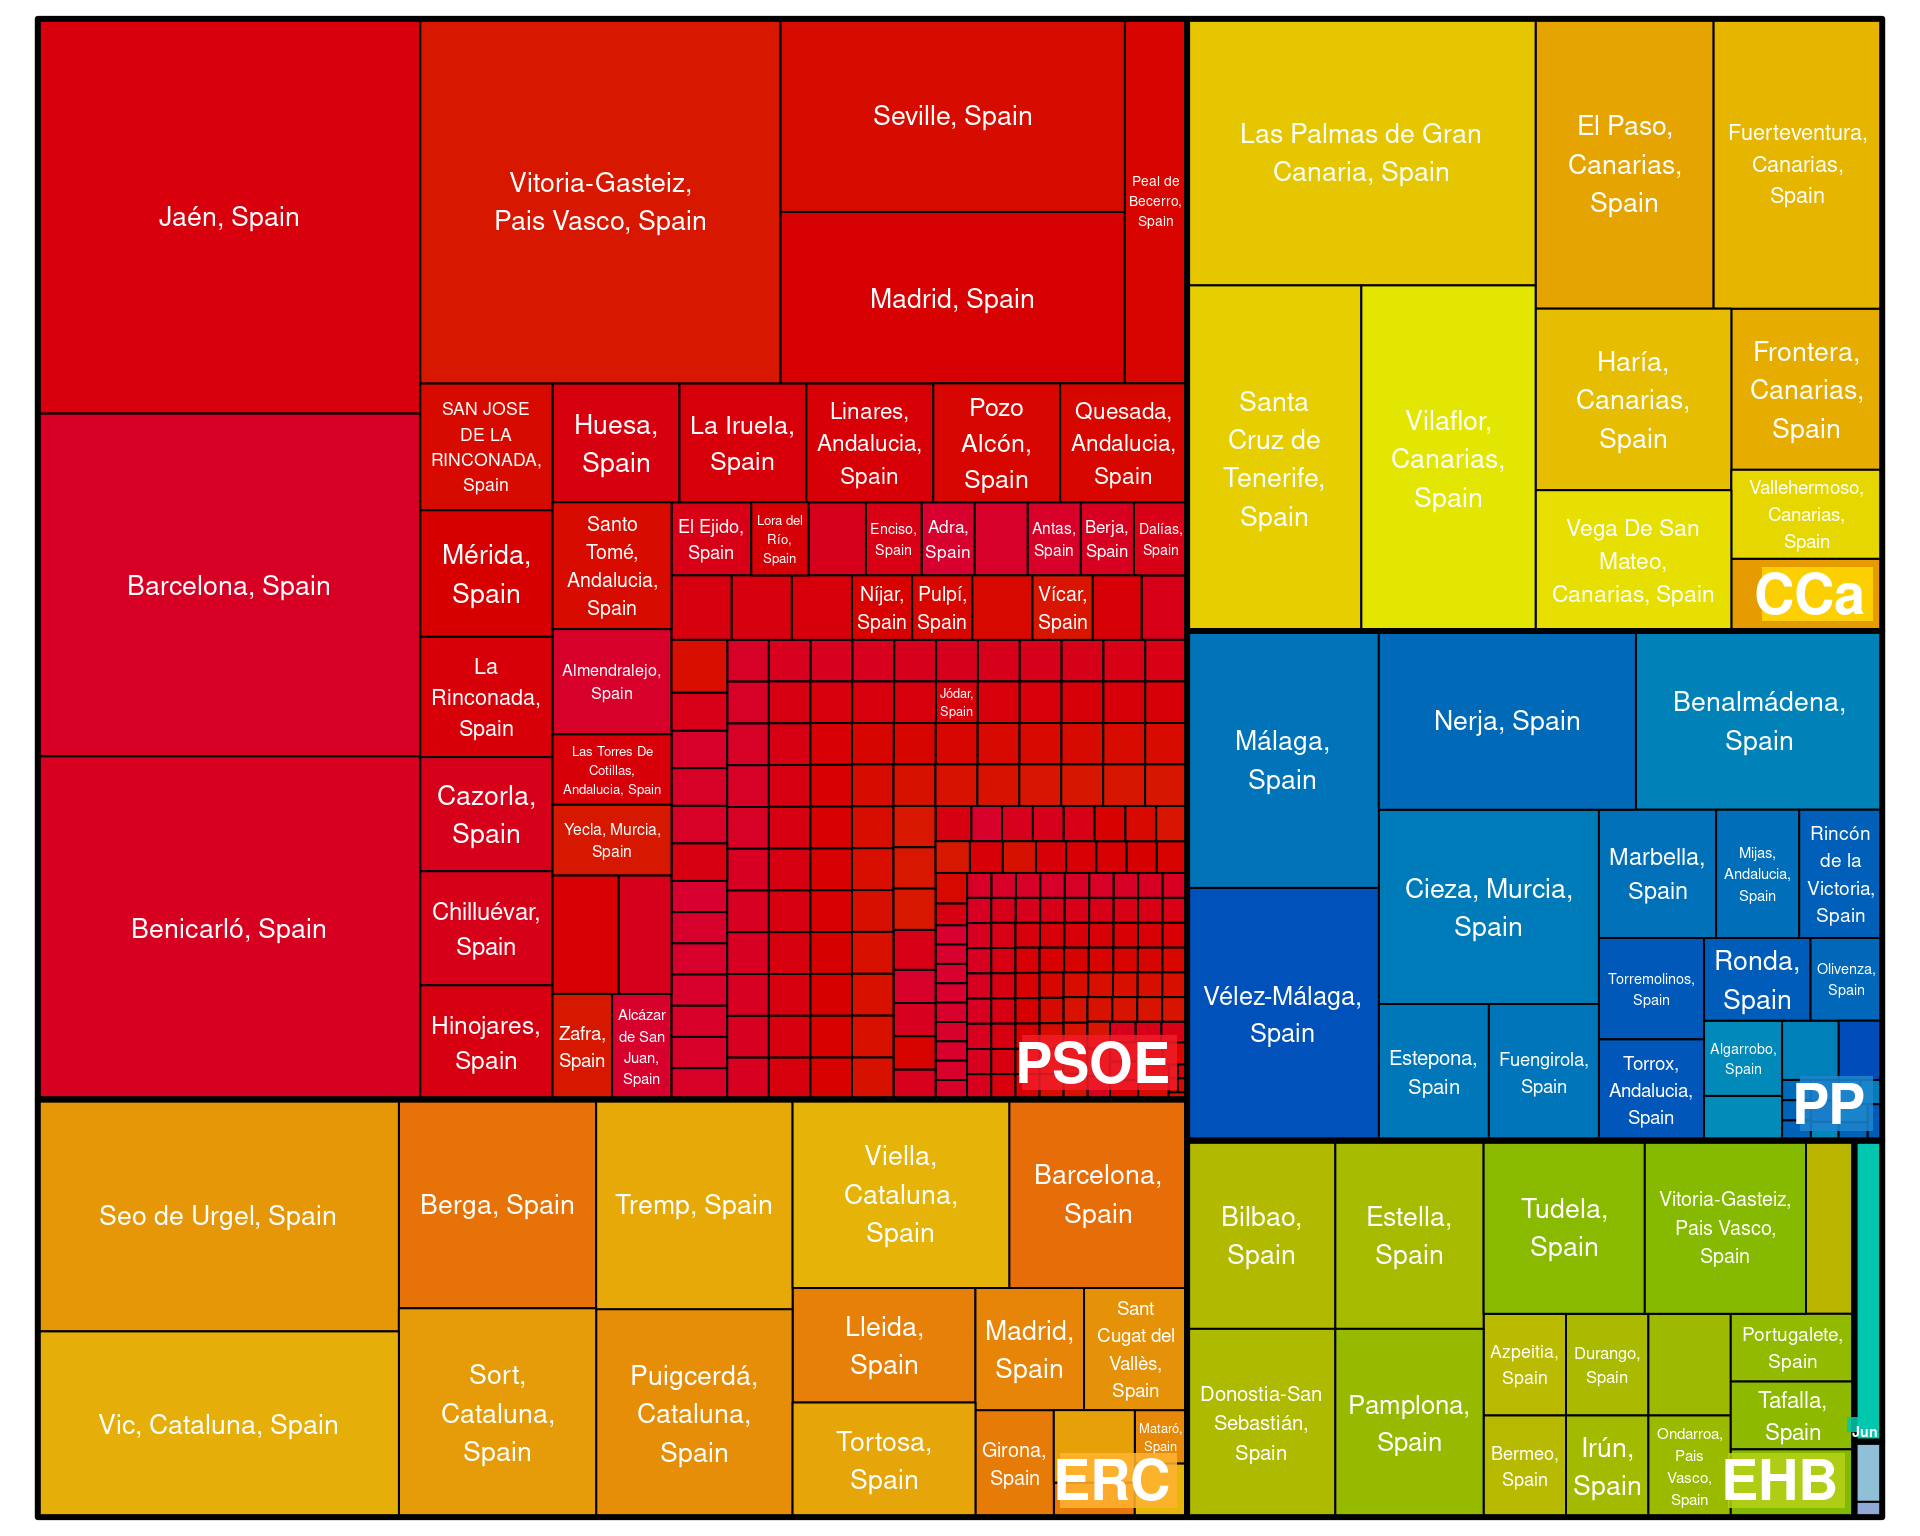 Jaén, Spain
Vitoria-Gasteiz,
Pais Vasco, Spain
Seville, Spain
Madrid, Spain
Peal de
Becerro,
Spain
Barcelona, Spain
Benicarló, Spain
SAN JOSE
DE LA
RINCONADA,
Spain
Huesa,
Spain
La Iruela,
Spain
Linares,
Andalucia,
Spain
Pozo
Alcón,
Spain
Quesada,
Andalucia,
Spain
Mérida,
Spain
Santo
Tomé,
Andalucia,
Spain
El Ejido,
Spain
Lora del
Río,
Spain
Enciso,
Spain
Adra,
Spain
Antas,
Spain
Berja,
Spain
Dalías,
Spain
Níjar,
Spain
Pulpí,
Spain
Vícar,
Spain
La
Rinconada,
Spain
Almendralejo,
Spain
Jódar,
Spain
Las Torres De
Cotillas,
Andalucia, Spain
Cazorla,
Spain
Yecla, Murcia,
Spain
Chilluévar,
Spain
Hinojares,
Spain
Zafra,
Spain
Alcázar
de San
Juan,
Spain
PSOE
Las Palmas de Gran
Canaria, Spain
El Paso,
Canarias,
Spain
Fuerteventura,
Canarias,
Spain
Santa
Cruz de
Tenerife,
Spain
Vilaflor,
Canarias,
Spain
Haría,
Canarias,
Spain
Frontera,
Canarias,
Spain
Vallehermoso,
Canarias,
Spain
Vega De San
Mateo,
Canarias, Spain
CCa
Málaga,
Spain
Nerja, Spain
Benalmádena,
Spain
Vélez-Málaga,
Spain
Cieza, Murcia,
Spain
Marbella,
Spain
Mijas,
Andalucia,
Spain
Rincón
de la
Victoria,
Spain
Torremolinos,
Spain
Ronda,
Spain
Olivenza,
Spain
Estepona,
Spain
Fuengirola,
Spain
Torrox,
Andalucia,
Spain
Algarrobo,
Spain
PP
Seo de Urgel, Spain
Vic, Cataluna, Spain
Berga, Spain
Tremp, Spain
Viella,
Cataluna,
Spain
Barcelona,
Spain
Sort,
Cataluna,
Spain
Puigcerdá,
Cataluna,
Spain
Lleida,
Spain
Madrid,
Spain
Sant
Cugat del
Vallès,
Spain
Tortosa,
Spain
Girona,
Spain
Mataró,
Spain
ERC
Bilbao,
Spain
Estella,
Spain
Tudela,
Spain
Vitoria-Gasteiz,
Pais Vasco,
Spain
Donostia-San
Sebastián,
Spain
Pamplona,
Spain
Azpeitia,
Spain
Durango,
Spain
Portugalete,
Spain
Tafalla,
Spain
Bermeo,
Spain
Irún,
Spain
Ondarroa,
Pais
Vasco,
Spain
EHB
Jun